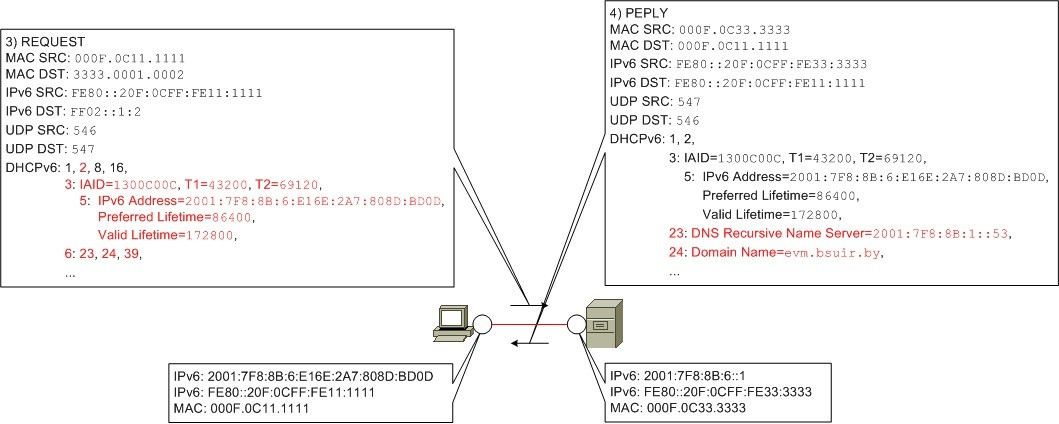 3) REQUEST
MAC SRC: 000F.0C11.1111
MAC DST: 3333.0001.0002
IPv6 SRC: FE80::20F:0CFF:FE11:1111
IPv6 DST: FF02::1:2
UDP SRC: 546
UDP DST: 547
DHCPv6: 1, 2, 8, 16,
3: IAID=1300C00C, T1=43200, T2=69120,
5: IPv6 Address=2001:7F8:8B:6:E16E:2A7:808D:BD0D,
Preferred Lifetime=86400,
Valid Lifetime=172800,
6: 23, 24, 39,
...
4) PEPLY
MAC SRC: 000F.0C33.3333
MAC DST: 000F.0C11.1111
IPv6 SRC: FE80::20F:0CFF:FE33:3333
IPv6 DST: FE80::20F:0CFF:FE11:1111
UDP SRC: 547
UDP DST: 546
DHCPv6: 1, 2,
3: IAID=1300C00C, T1=43200, T2=69120,
5: IPv6 Address=2001:7F8:8B:6:E16E:2A7:808D:BD0D,
Preferred Lifetime=86400,
Valid Lifetime=172800,
23: DNS Recursive Name Server=2001:7F8:8B:1::53,
24: Domain Name=evm.bsuir.by,
...
IPv6: 2001:7F8:8B:6:E16E:2A7:808D:BD0D
IPv6: FE80::20F:0CFF:FE11:1111
MAC: 000F.0C11.1111
IPv6: 2001:7F8:8B:6::1
IPv6: FE80::20F:0CFF:FE33:3333
MAC: 000F.0C33.3333